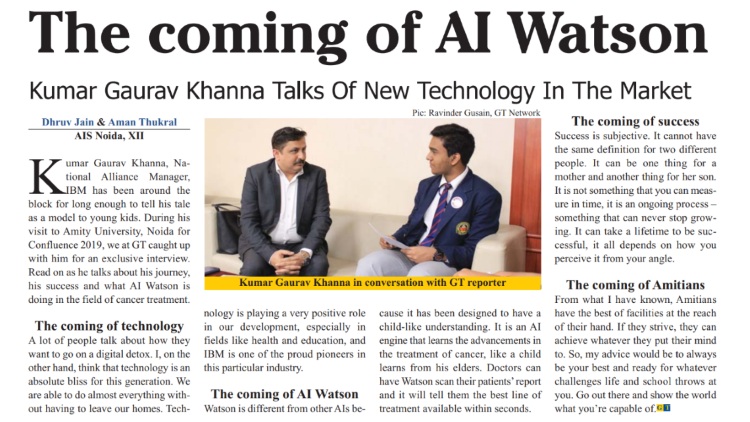 The coming of AI Watson
Kumar Gaurav Khanna Talks Of New Technology In The Market
Dhruv Jain & Aman Thukral
AIS Noida, XII
Kumar Gaurav Khanna, Na-
tional Alliance Manager,
IBM has been around the
block for long enough to tell his tale
as a model to young kids. During his
visit to Amity University, Noida for
Confluence 2019, we at GT caught up
with him for an exclusive interview.
Read on as he talks about his journey,
his success and what AI Watson is
doing in the field of cancer treatment.
The coming of technology
A lot of people talk about how they
want to go on a digital detox. I, on the
other hand, think that technology is an
absolute bliss for this generation. We
are able to do almost everything with-
out having to leave our homes. Tech-
Pic: Ravinder Gusain, GT Network
Kumar Gaurav Khanna in conversation with GT reporter
nology is playing a very positive role
in our development, especially in
fields like health and education, and
IBM is one of the proud pioneers in
this particular industry.
The coming of AI Watson
Watson is different from other AIs be-
cause it has been designed to have a
child-like understanding. It is an AI
engine that learns the advancements in
the treatment of cancer, like a child
learns from his elders. Doctors can
have Watson scan their patients' report
and it will tell them the best line of
treatment available within seconds.
The coming of success
Success is subjective. It cannot have
the same definition for two different
people. It can be one thing for a
mother and another thing for her son.
It is not something that you can meas-
ure in time, it is an ongoing process –
something that can never stop grow-
ing. It can take a lifetime to be suc-
cessful, it all depends on how you
perceive it from your angle.
The coming of Amitians
From what I have known, Amitians
have the best of facilities at the reach
of their hand. If they strive, they can
achieve whatever they put their mind
to. So, my advice would be to always
be your best and ready for whatever
challenges life and school throws at
you. Go out there and show the world
what you're capable of. GT